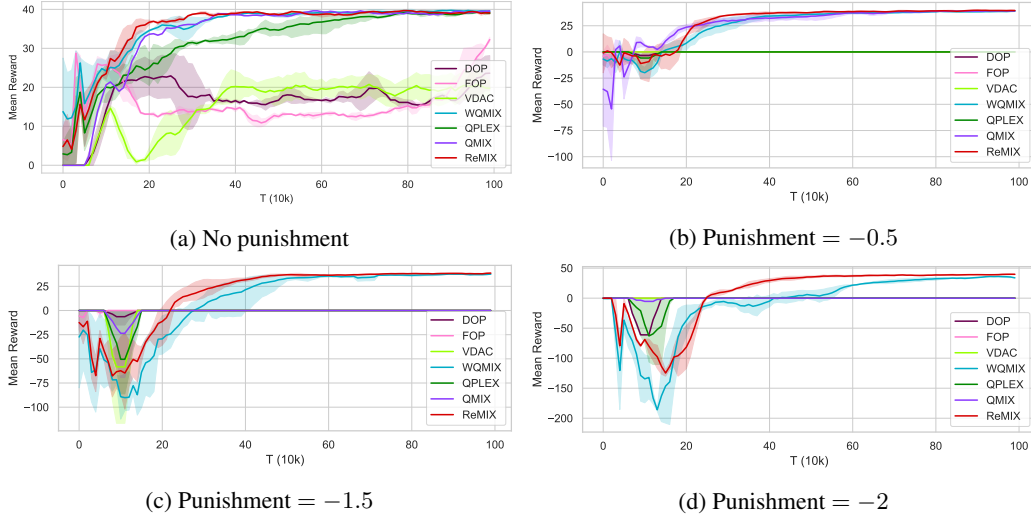 Mean Reward
40
30
20
10
0
DOP
FOP
VDAC
WQMIX
QPLEX
QMIX
ReMIX
0 20 40 60 80 100
T (10k)
(a) No punishment
Mean Reward
25
0
−25
−50
−75
−100
DOP
FOP
VDAC
WQMIX
QPLEX
QMIX
ReMIX
0 20 40 60 80 100
T (10k)
(b) Punishment = −0.5
Mean Reward
25
0
−25
−50
−75
−100
DOP
FOP
VDAC
WQMIX
QPLEX
QMIX
ReMIX
0 20 40 60 80 100
T (10k)
(c) Punishment = −1.5
Mean Reward
50
0
−50
−100
−150
−200
DOP
FOP
VDAC
WQMIX
QPLEX
QMIX
ReMIX
0 20 40 60 80 100
T (10k)
(d) Punishment = −2